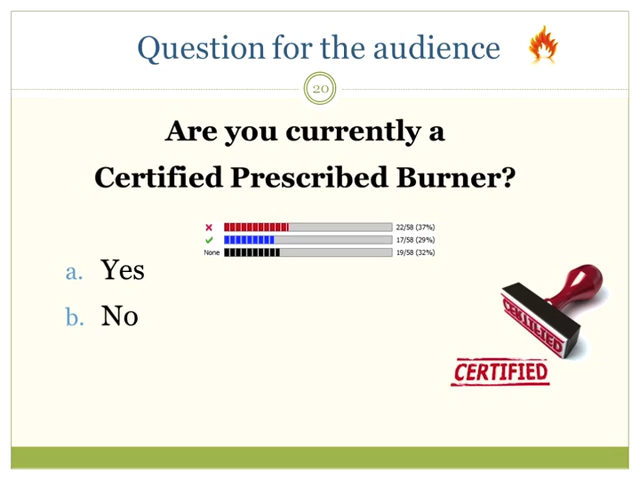 Question for the audience
20
Are you currently a
Certified Prescribed Burner?
22/58 (37%)
17/58 (29%)
None 19/58 (32%)
a. Yes
b. No
CERTIFIED
CERTIFIED